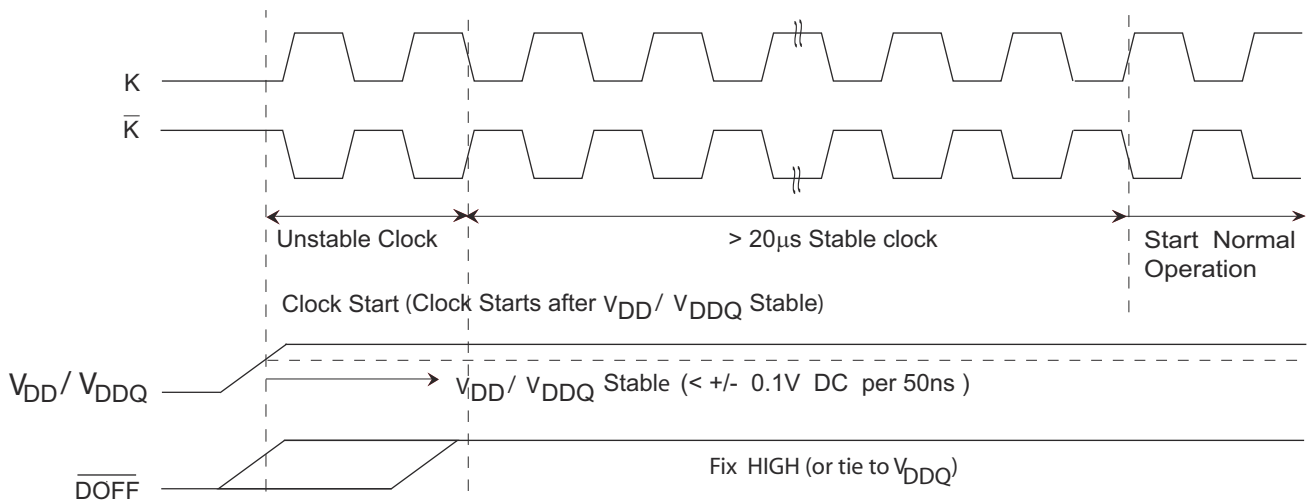 K
K̅
Unstable Clock
> 20μs Stable clock
Start Normal
Operation
Clock Start (Clock Starts after VDD / VDDQ Stable)
VDD / VDDQ
VDD / VDDQ Stable (< +/- 0.1V DC per 50ns )
Fix HIGH (or tie to VDDQ)
D̅O̅F̅F̅